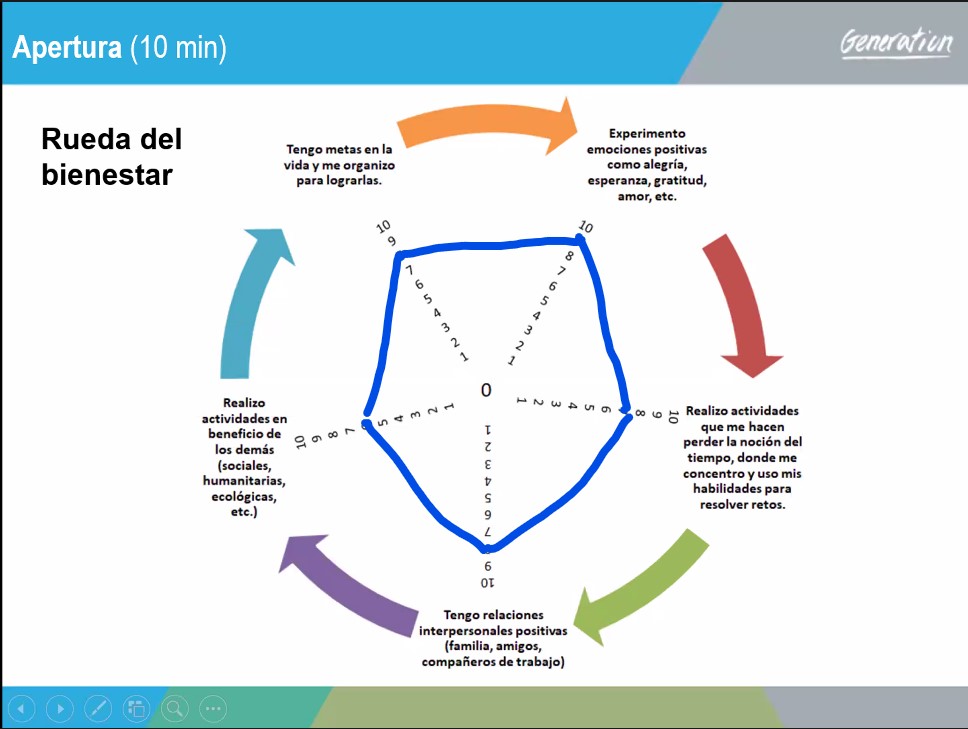 Apertura (10 min)
Generation
Rueda del
bienestar
Tengo metas en la
vida y me organizo
para lograrlas.
Experimento
emociones positivas
como alegría,
esperanza, gratitud,
amor, etc.
Realizo actividades
que me hacen
perder la noción del
tiempo, donde me
concentro y uso mis
habilidades para
resolver retos.
Tengo relaciones
interpersonales positivas
(familia, amigos,
compañeros de trabajo)
Realizo
actividades en
beneficio de
los demás
(sociales,
humanitarias,
ecológicas,
etc.)
10 9 7 6 5 4 3 2 1
10 8 7 6 5 4 3 2 1
0
1 2 3 4 5 6 8 9 10
1 2 3 4 5 6 7 9 10
10 9 8 7 5 4 3 2 1